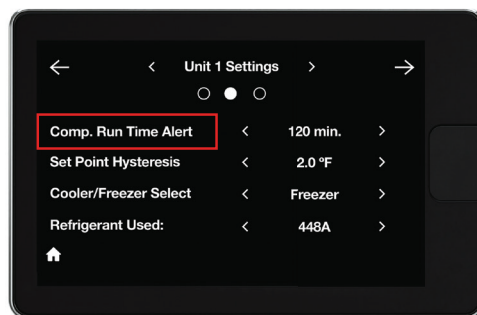 Unit 1 Settings
Comp. Run Time Alert 120 min.
Set Point Hysteresis 2.0 ºF
Cooler/Freezer Select Freezer
Refrigerant Used: 448A